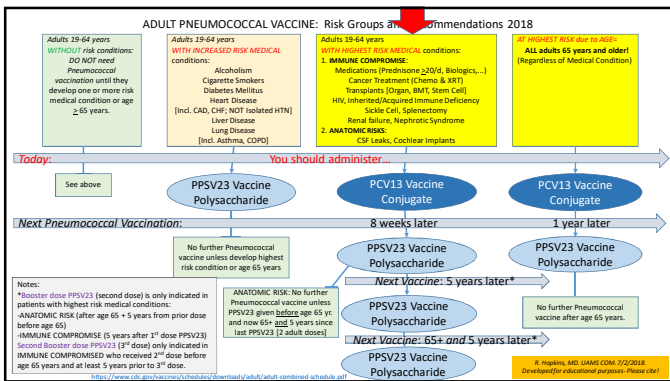 ADULT PNEUMOCOCCAL VACCINE: Risk Groups an commendations 2018
Adults 19-64 years
WITHOUT risk conditions:
DO NOT need
Pneumococcal
vaccination until they
develop one or more risk
medical condition or age
> 65 years.
Adults 19-64 years
WITH INCREASED RISK MEDICAL
conditions:
Alcoholism
Cigarette Smokers
Diabetes Mellitus
Heart Disease
[Incl. CAD, CHF; NOT Isolated HTN]
Liver Disease
Lung Disease
[Incl. Asthma, COPD]
Adults 19-64 years
WITH HIGHEST RISK MEDICAL conditions:
1. IMMUNE COMPROMISE:
Medications (Prednisone >20/d, Biologics,...)
Cancer Treatment (Chemo & XRT)
Transplants [Organ, BMT, Stem Cell]
HIV, Inherited/Acquired Immune Deficiency
Sickle Cell, Splenectomy
Renal failure, Nephrotic Syndrome
2. ANATOMIC RISKS:
CSF Leaks, Cochlear Implants
AT HIGHEST RISK due to AGE=
ALL adults 65 years and older!
(Regardless of Medical Condition)
Today: You should administer...
See above
PPSV23 Vaccine
Polysaccharide
PCV13 Vaccine
Conjugate
PCV13 Vaccine
Conjugate
Next Pneumococcal Vaccination: 8 weeks later 1 year later
No further Pneumococcal
vaccine unless develop highest
risk condition or age 65 years
PPSV23 Vaccine
Polysaccharide
PPSV23 Vaccine
Polysaccharide
Next Vaccine: 5 years later*
ANATOMIC RISK: No further
Pneumococcal vaccine unless
PPSV23 given before age 65 yr.
and now 65+ and 5 years since
last PPSV23 [2 adult doses]
PPSV23 Vaccine
Polysaccharide
No further Pneumococcal
vaccine after age 65 years.
Next Vaccine: 65+ and 5 years later*
PPSV23 Vaccine
Polysaccharide
Notes:
*Booster dose PPSV23 (second dose) is only indicated in
patients with highest risk medical conditions:
-ANATOMIC RISK (after age 65 + 5 years from prior dose
before age 65)
-IMMUNE COMPROMISE (5 years after 1st dose PPSV23)
Second Booster dose PPSV23 (3rd dose) only indicated in
IMMUNE COMPROMISED who received 2nd dose before
age 65 years and at least 5 years prior to 3rd dose.
R. Hopkins, MD. UAMS COM. 7/2/2018.
Developed for educational purposes- Please cite!
https://www.cdc.gov/vaccines/schedules/downloads/adult/adult-combined-schedule.pdf